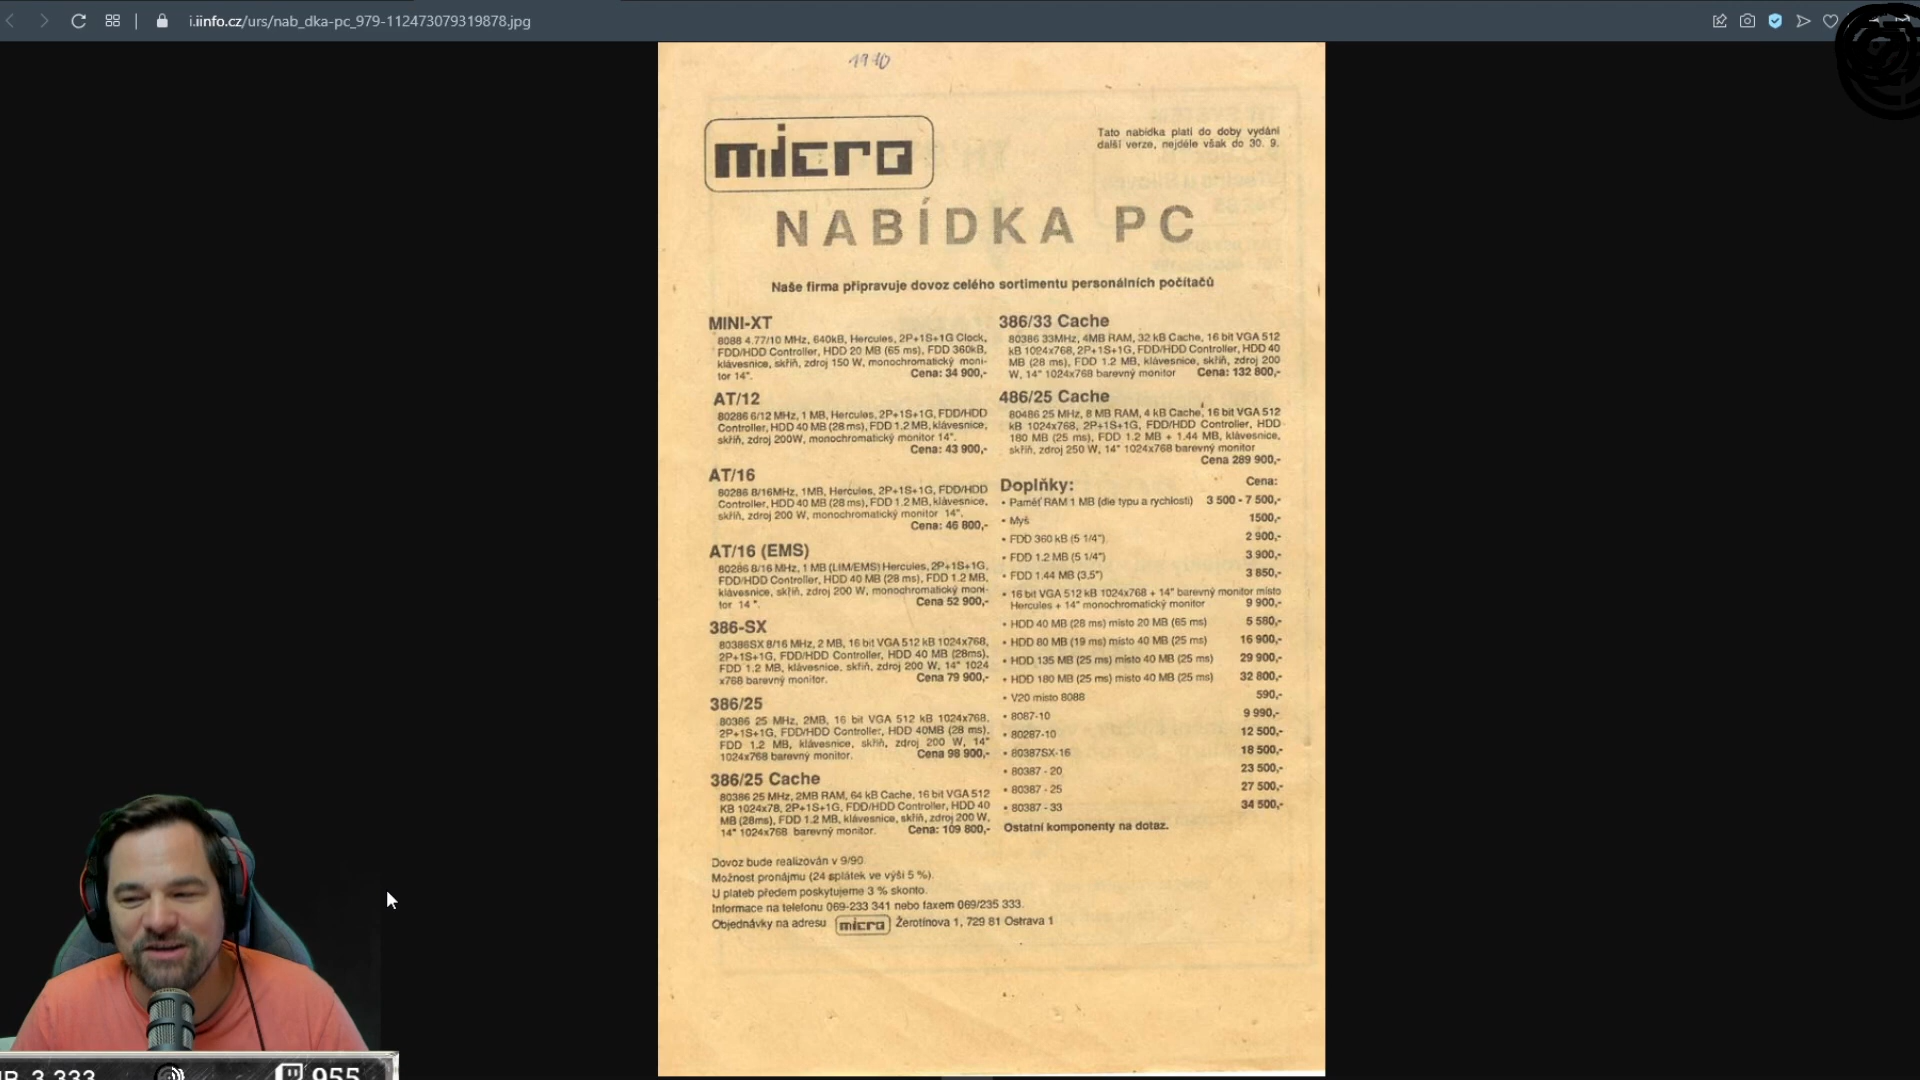 i.iinfo.cz/urs/nab_dka-pc_979-112473079319878.jpg
micro
Tato nabídka platí do doby vydání
další verze, nejdéle však do 30. 9.
NABÍDKA PC
Naše firma připravuje dovoz celého sortimentu personálních počítačů
MINI-XT
8088 4.77/10 MHz, 640kB, Hercules, 2P+1S+1G Clock,
FDD/HDD Controller, HDD 20 MB (65 ms), FDD 360kB,
klávesnice, skříň, zdroj 150 W, monochromatický moni-
tor 14". Cena: 34 900,-
AT/12
80286 6/12 MHz, 1 MB, Hercules, 2P+1S+1G, FDD/HDD
Controller, HDD 40 MB (28 ms), FDD 1.2 MB, klávesnice,
skříň, zdroj 200W, monochromatický monitor 14".
Cena: 43 900,-
AT/16
80286 8/16MHz, 1MB, Hercules, 2P+1S+1G, FDD/HDD
Controller, HDD 40 MB (28 ms), FDD 1.2 MB, klávesnice,
skříň, zdroj 200 W, monochromatický monitor 14".
Cena: 46 800,-
AT/16 (EMS)
80286 8/16 MHz, 1 MB (LIM/EMS) Hercules, 2P+1S+1G,
FDD/HDD Controller, HDD 40 MB (28 ms), FDD 1.2 MB,
klávesnice, skříň, zdroj 200 W, monochromatický moni-
tor 14 ". Cena 52 900,-
386-SX
80386SX 8/16 MHz, 2 MB, 16 bit VGA 512 kB 1024x768,
2P+1S+1G, FDD/HDD Controller, HDD 40 MB (28ms),
FDD 1.2 MB, klávesnice, skříň, zdroj 200 W, 14" 1024
x768 barevný monitor. Cena 79 900,-
386/25
80386 25 MHz, 2MB, 16 bit VGA 512 kB 1024x768,
2P+1S+1G, FDD/HDD Controller, HDD 40MB (28 ms),
FDD 1.2 MB, klávesnice, skříň, zdroj 200 W, 14"
1024x768 barevný monitor. Cena 98 900,-
386/25 Cache
80386 25 MHz, 2MB RAM, 64 kB Cache, 16 bit VGA 512
KB 1024x78, 2P+1S+1G, FDD/HDD Controller, HDD 40
MB (28ms), FDD 1.2 MB, klávesnice, skříň, zdroj 200 W,
14" 1024x768 barevný monitor. Cena: 109 800,-
386/33 Cache
80386 33MHz, 4MB RAM, 32 kB Cache, 16 bit VGA 512
kB 1024x768, 2P+1S+1G, FDD/HDD Controller, HDD 40
MB (28 ms), FDD 1.2 MB, klávesnice, skříň, zdroj 200
W, 14" 1024x768 barevný monitor Cena: 132 800,-
486/25 Cache
80486 25 MHz, 8 MB RAM, 4 kB Cache, 16 bit VGA 512
kB 1024x768, 2P+1S+1G, FDD/HDD Controller, HDD
180 MB (25 ms), FDD 1.2 MB + 1.44 MB, klávesnice,
skříň, zdroj 250 W, 14" 1024x768 barevný monitor
Cena 289 900,-
Doplňky: Cena:
• Paměť RAM 1 MB (dle typu a rychlosti) 3 500 - 7 500,-
• Myš 1500,-
• FDD 360 kB (5 1/4") 2 900,-
• FDD 1.2 MB (5 1/4") 3 900,-
• FDD 1.44 MB (3,5") 3 850,-
• 16 bit VGA 512 kB 1024x768 + 14" barevný monitor místo
Hercules + 14" monochromatický monitor 9 900,-
• HDD 40 MB (28 ms) místo 20 MB (65 ms) 5 580,-
• HDD 80 MB (19 ms) místo 40 MB (25 ms) 16 900,-
• HDD 135 MB (25 ms) místo 40 MB (25 ms) 29 900,-
• HDD 180 MB (25 ms) místo 40 MB (25 ms) 32 800,-
• V20 místo 8088 590,-
• 8087-10 9 990,-
• 80287-10 12 500,-
• 80387SX-16 18 500,-
• 80387 - 20 23 500,-
• 80387 - 25 27 500,-
• 80387 - 33 34 500,-
Ostatní komponenty na dotaz.
Dovoz bude realizován v 9/90.
Možnost pronájmu (24 splátek ve výši 5 %).
U plateb předem poskytujeme 3 % skonto.
Informace na telefonu 069-233 341 nebo faxem 069/235 333.
Objednávky na adresu micro Žerotínova 1, 729 81 Ostrava 1
3 333
955